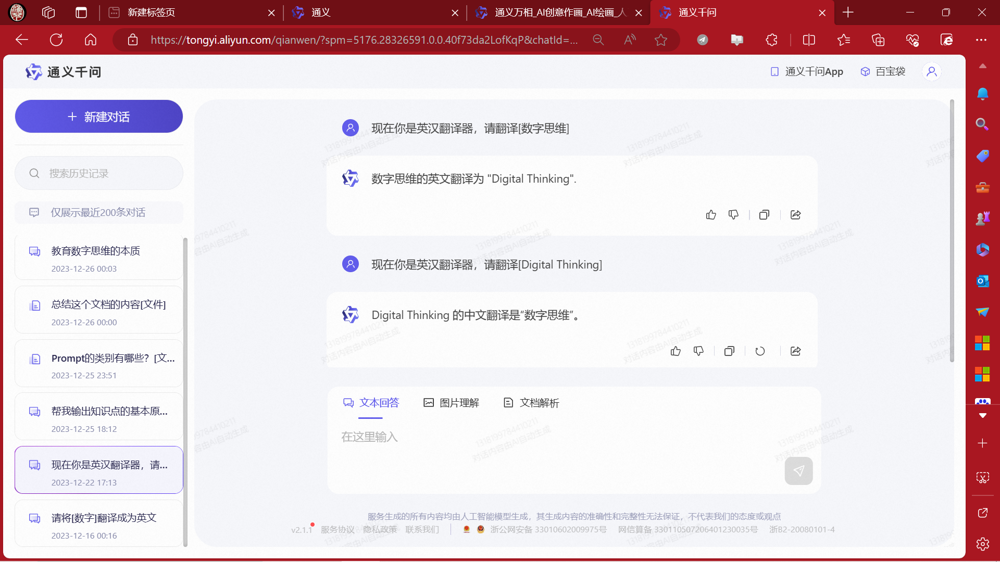 新建标签页
通义
通义万相_AI创意作画_AI绘画_人
通义千问
https://tongyi.aliyun.com/qianwen/?spm=5176.28326591.0.0.40f73da2LofKqP&chatId=...
通义千问
通义千问App
百宝袋
新建对话
搜索历史记录
仅展示最近200条对话
教育数字思维的本质
2023-12-26 00:03
总结这个文档的内容[文件]
2023-12-26 00:00
Prompt的类别有哪些？[文...
2023-12-25 23:51
帮我输出知识点的基本原...
2023-12-25 18:12
现在你是英汉翻译器，请...
2023-12-22 17:13
请将[数字]翻译成为英文
2023-12-16 00:16
现在你是英汉翻译器，请翻译[数字思维]
数字思维的英文翻译为 "Digital Thinking".
现在你是英汉翻译器，请翻译[Digital Thinking]
Digital Thinking 的中文翻译是“数字思维”。
文本回答
图片理解
文档解析
在这里输入
服务生成的所有内容均由人工智能模型生成，其生成内容的准确性和完整性无法保证，不代表我们的态度或观点
v2.1.1 服务协议 隐私政策 联系我们 浙公网安备 33010602009975号 网信算备 330110507206401230035号 浙B2-20080101-4
1318199784410211
对话内容由AI自动生成